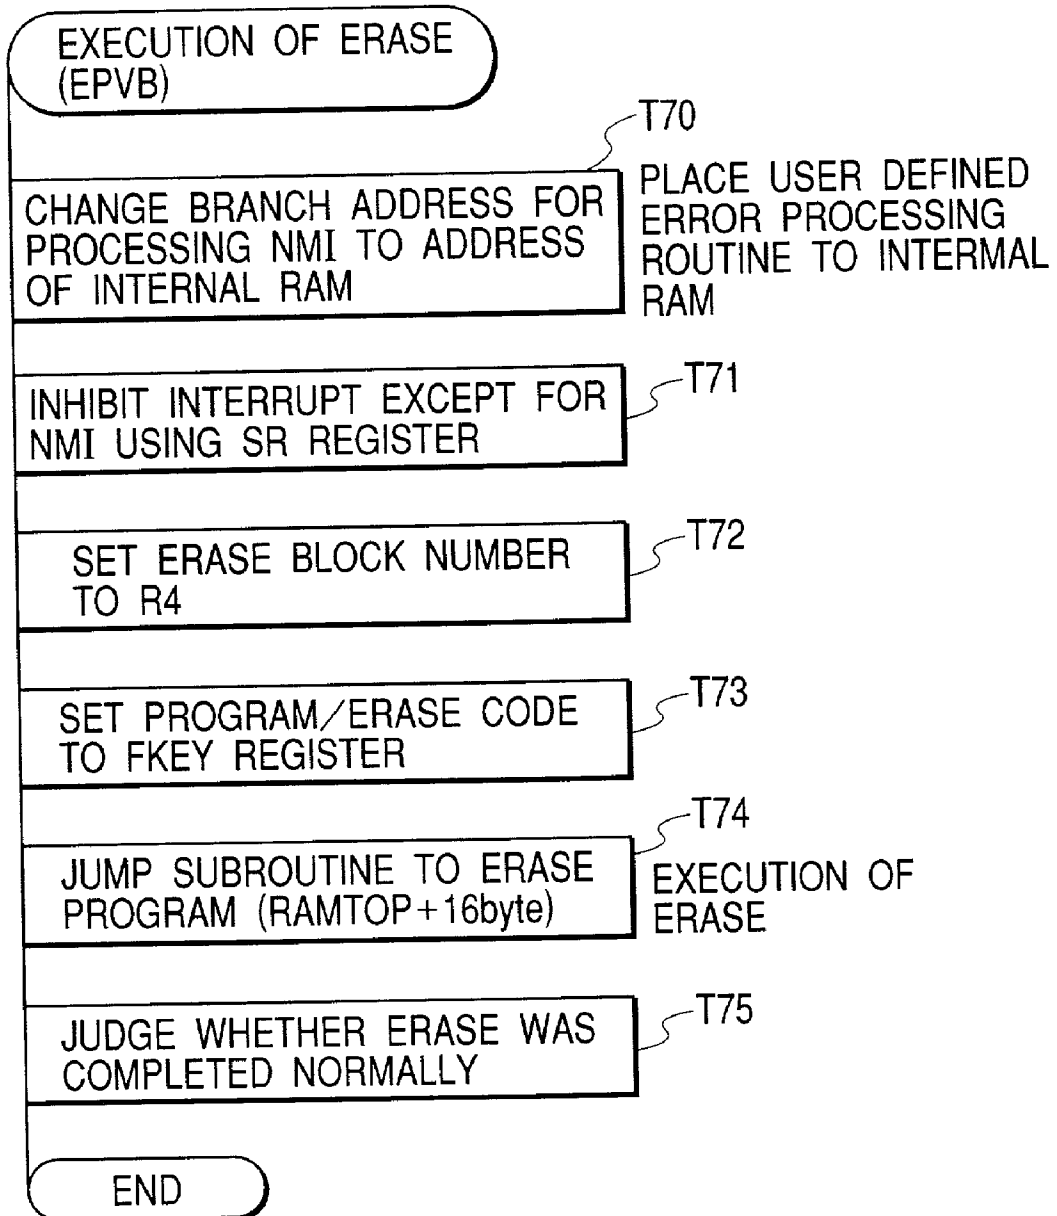 EXECUTION OF ERASE
(EPVB)
T70
CHANGE BRANCH ADDRESS FOR
PROCESSING NMI TO ADDRESS
OF INTERNAL RAM
PLACE USER DEFINED
ERROR PROCESSING
ROUTINE TO INTERMAL
RAM
T71
INHIBIT INTERRUPT EXCEPT FOR
NMI USING SR REGISTER
T72
SET ERASE BLOCK NUMBER
TO R4
T73
SET PROGRAM/ERASE CODE
TO FKEY REGISTER
T74
JUMP SUBROUTINE TO ERASE
PROGRAM (RAMTOP+16byte)
EXECUTION OF
ERASE
T75
JUDGE WHETHER ERASE WAS
COMPLETED NORMALLY
END